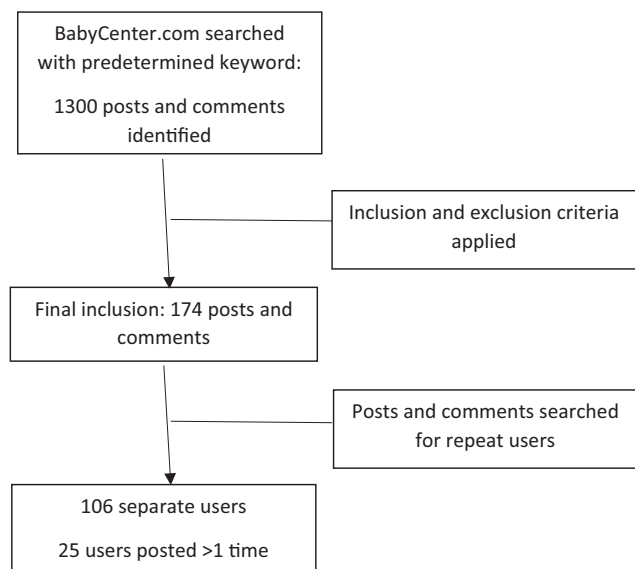 BabyCenter.com searched
with predetermined keyword:
1300 posts and comments
identified
Inclusion and exclusion criteria
applied
Final inclusion: 174 posts and
comments
Posts and comments searched
for repeat users
106 separate users
25 users posted >1 time